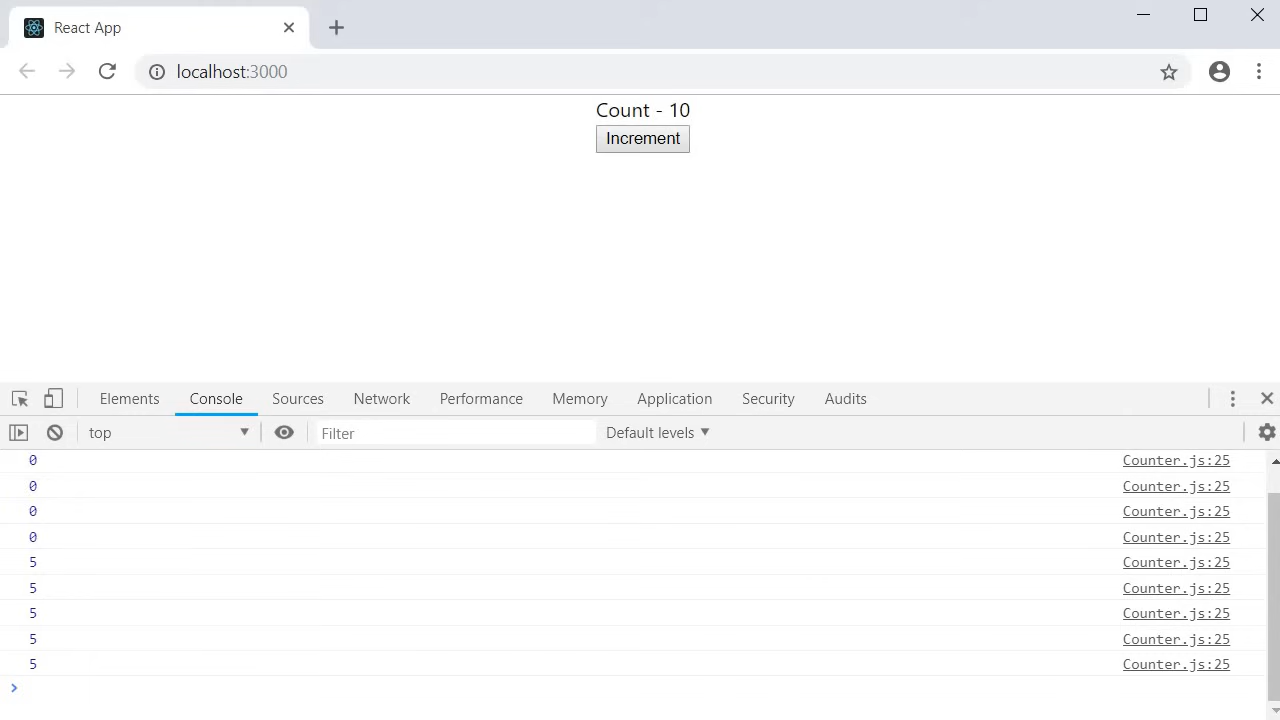 React App
localhost:3000
Count - 10
Increment
Elements Console Sources Network Performance Memory Application Security Audits
top Filter Default levels
0 Counter.js:25
0 Counter.js:25
0 Counter.js:25
0 Counter.js:25
5 Counter.js:25
5 Counter.js:25
5 Counter.js:25
5 Counter.js:25
5 Counter.js:25